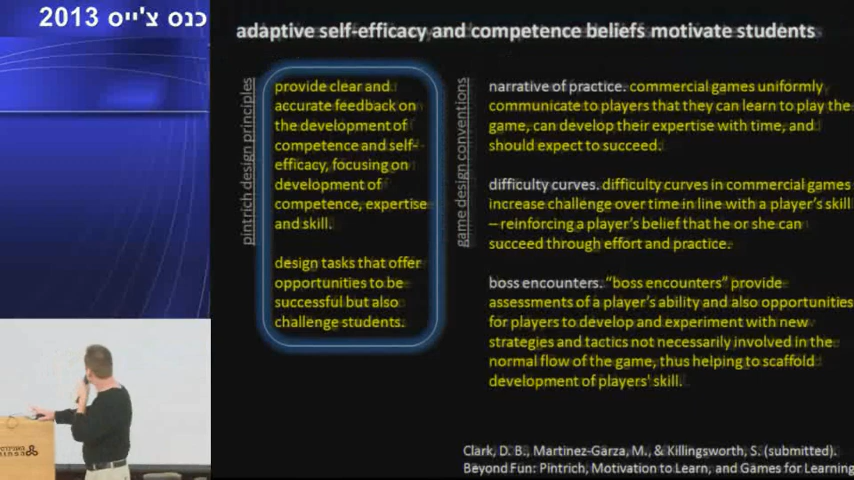 כנס צ'ייס 2013
adaptive self-efficacy and competence beliefs motivate students
pintrich design principles
provide clear and
accurate feedback on
the development of
competence and self-
efficacy, focusing on
development of
competence, expertise
and skill.
design tasks that offer
opportunities to be
successful but also
challenge students.
game design conventions
narrative of practice. commercial games uniformly
communicate to players that they can learn to play the
game, can develop their expertise with time, and
should expect to succeed.
difficulty curves. difficulty curves in commercial games
increase challenge over time in line with a player's skill
– reinforcing a player's belief that he or she can
succeed through effort and practice.
boss encounters. "boss encounters" provide
assessments of a player's ability and also opportunities
for players to develop and experiment with new
strategies and tactics not necessarily involved in the
normal flow of the game, thus helping to scaffold
development of players' skill.
Clark, D. B., Martinez-Garza, M., & Killingsworth, S. (submitted).
Beyond Fun: Pintrich, Motivation to Learn, and Games for Learning